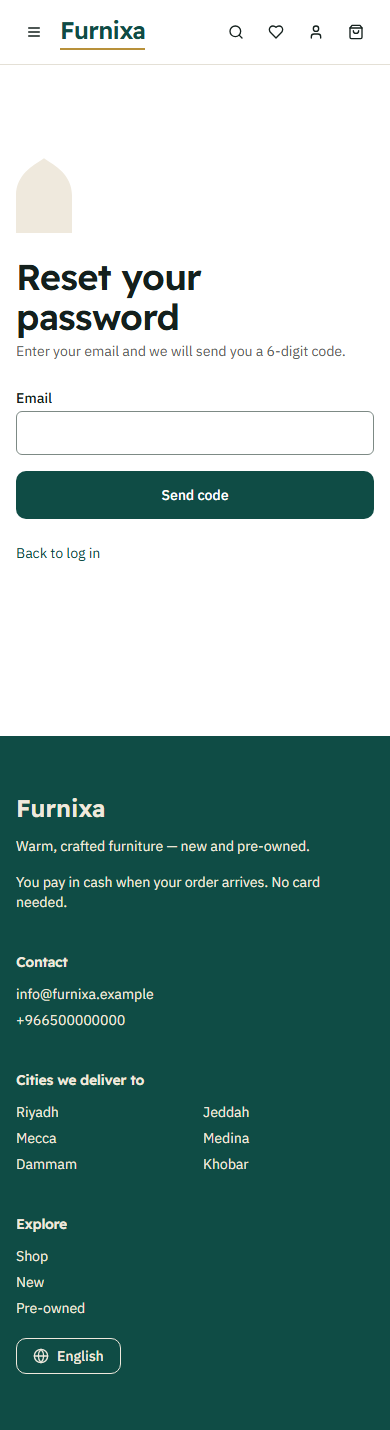 Furnixa
Reset your
password
Enter your email and we will send you a 6-digit code.
Email
Send code
Back to log in
Furnixa
Warm, crafted furniture — new and pre-owned.
You pay in cash when your order arrives. No card
needed.
Contact
info@furnixa.example
+966500000000
Cities we deliver to
Riyadh Jeddah
Mecca Medina
Dammam Khobar
Explore
Shop
New
Pre-owned
English